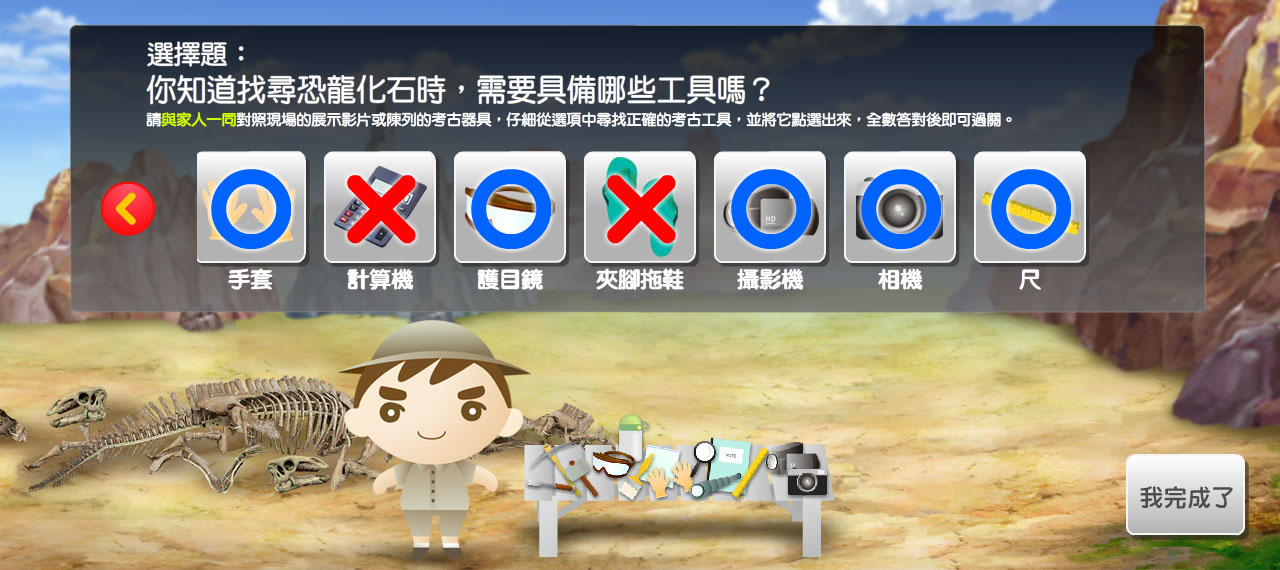 選擇題：
你知道找尋恐龍化石時，需要具備哪些工具嗎？
請與家人一同對照現場的展示影片或陳列的考古器具，仔細從選項中尋找正確的考古工具，並將它點選出來，全數答對後即可過關。
HD
手套 計算機 護目鏡 夾腳拖鞋 攝影機 相機 尺
NOTE
我完成了